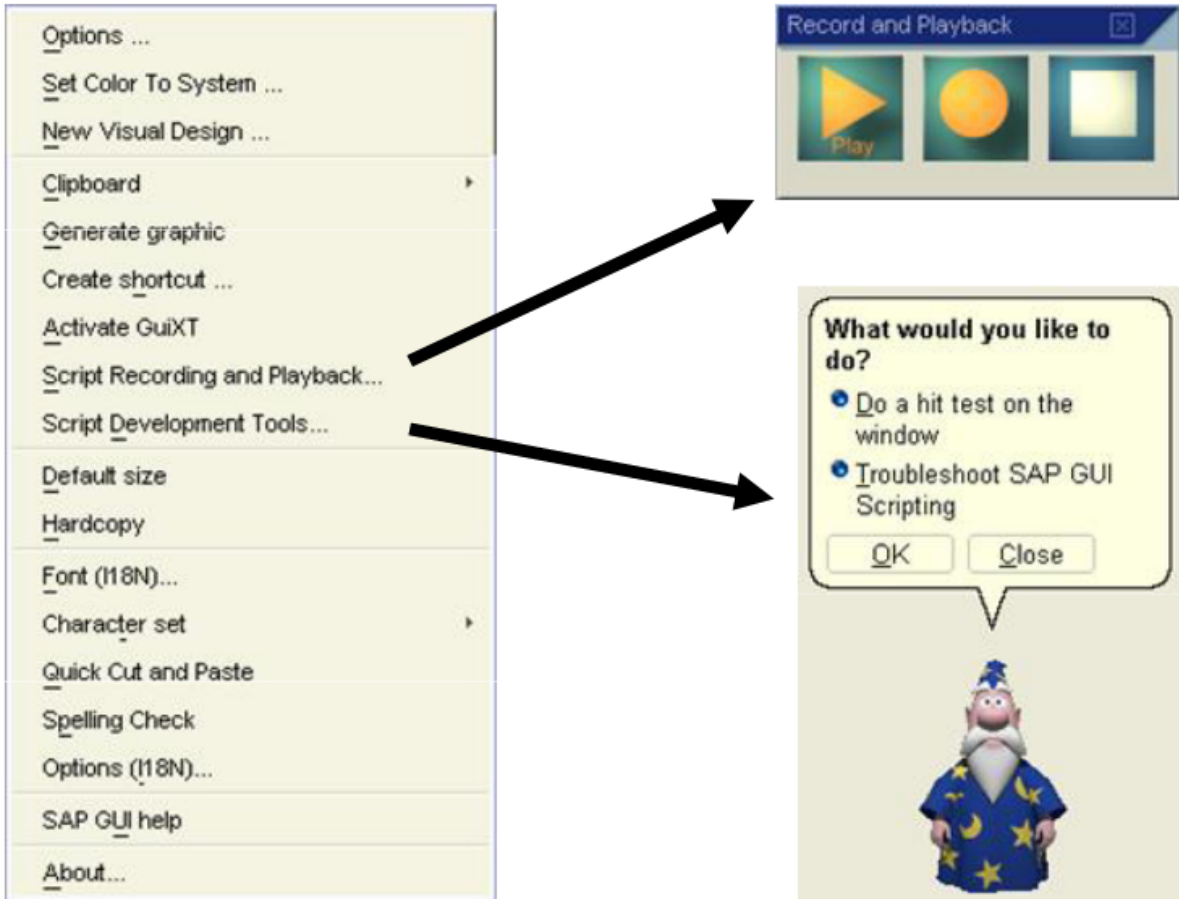 Options ...
Set Color To System ...
New Visual Design ...
Clipboard
Generate graphic
Create shortcut ...
Activate GuiXT
Script Recording and Playback...
Script Development Tools...
Default size
Hardcopy
Font (I18N)...
Character set
Quick Cut and Paste
Spelling Check
Options (I18N)...
SAP GUI help
About...
Record and Playback
Play
What would you like to
do?
Do a hit test on the
window
Troubleshoot SAP GUI
Scripting
OK Close